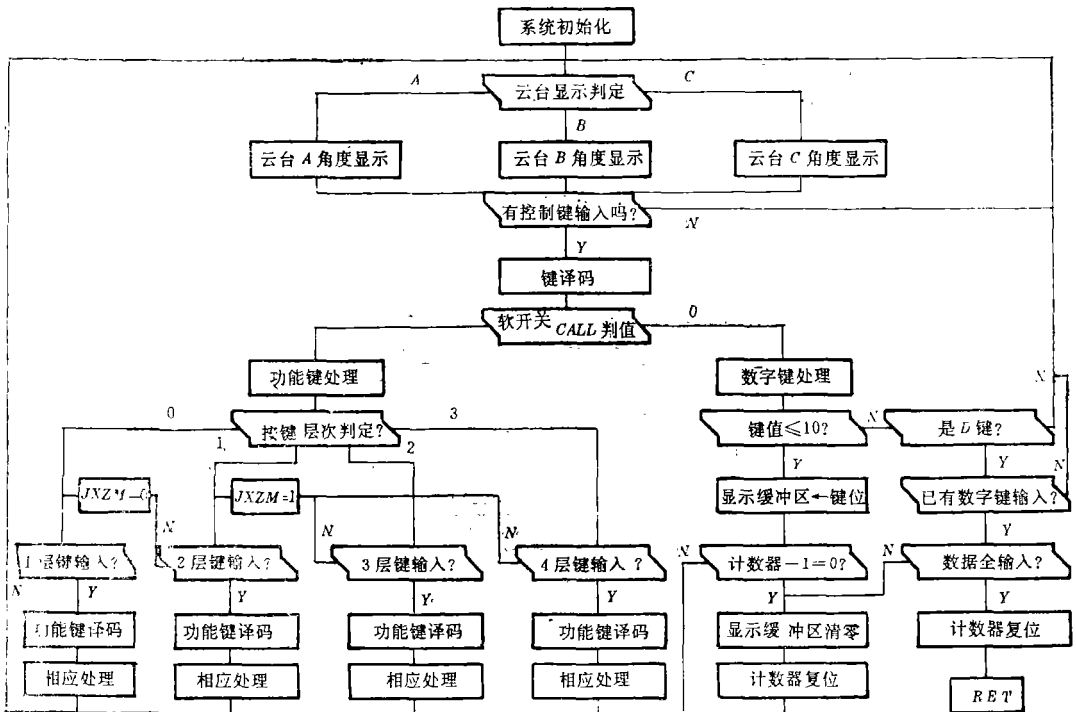 系统初始化
A
云台显示判定
C
B
云台A角度显示
云台B角度显示
云台C角度显示
有控制键输入吗?
N
Y
键译码
软开关CALL判值
0
功能键处理
数字键处理
N
0
按键层次判定?
3
键值≤10?
N
是D键?
1
2
Y
Y
N
JXZM=0
JXZM=1
显示缓冲区←键位
已有数字键输入?
N
N
N
Y
1层键输入?
2层键输入?
3层键输入?
4层键输入?
N
计数器-1=0?
N
数据全输入?
N
Y
Y
Y
Y
Y
Y
功能键译码
功能键译码
功能键译码
功能键译码
显示缓冲区清零
计数器复位
相应处理
相应处理
相应处理
相应处理
计数器复位
RET